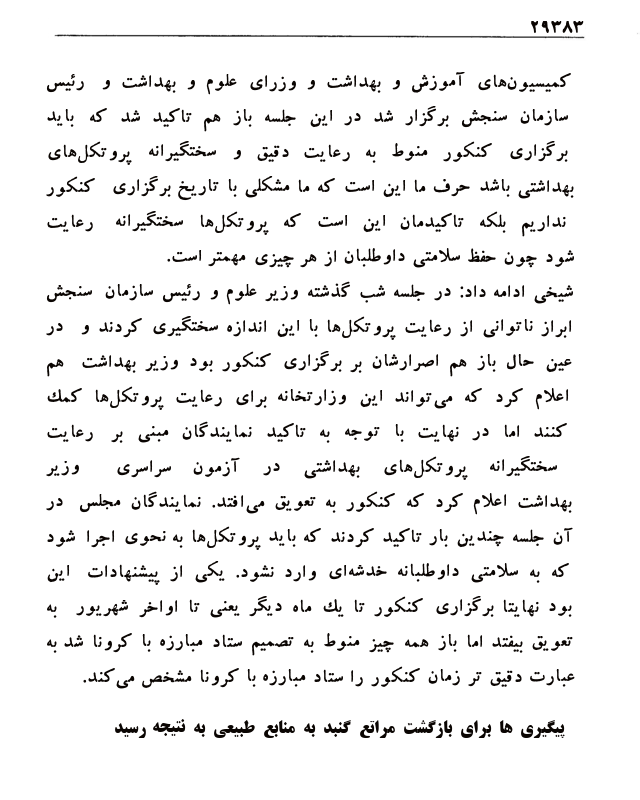 ۲۹۳۸۳
کمیسیون‌های آموزش و بهداشت و وزرای علوم و بهداشت و رئیس
سازمان سنجش برگزار شد در این جلسه باز هم تاکید شد که باید
برگزاری کنکور منوط به رعایت دقیق و سختگیرانه پروتکل‌های
بهداشتی باشد حرف ما این است که ما مشکلی با تاریخ برگزاری کنکور
نداریم بلکه تاکیدمان این است که پروتکل‌ها سختگیرانه رعایت
شود چون حفظ سلامتی داوطلبان از هر چیزی مهمتر است.
شیخی ادامه داد: در جلسه شب گذشته وزیر علوم و رئیس سازمان سنجش
ابراز ناتوانی از رعایت پروتکل‌ها با این اندازه سختگیری کردند و در
عین حال باز هم اصرارشان بر برگزاری کنکور بود وزیر بهداشت هم
اعلام کرد که می‌تواند این وزارتخانه برای رعایت پروتکل‌ها کمك
کنند اما در نهایت با توجه به تاکید نمایندگان مبنی بر رعایت
سختگیرانه پروتکل‌های بهداشتی در آزمون سراسری وزیر
بهداشت اعلام کرد که کنکور به تعویق می‌افتد. نمایندگان مجلس در
آن جلسه چندین بار تاکید کردند که باید پروتکل‌ها به نحوی اجرا شود
که به سلامتی داوطلبانه خدشه‌ای وارد نشود. یکی از پیشنهادات این
بود نهایتا برگزاری کنکور تا یك ماه دیگر یعنی تا اواخر شهریور به
تعویق بیفتد اما باز همه چیز منوط به تصمیم ستاد مبارزه با کرونا شد به
عبارت دقیق تر زمان کنکور را ستاد مبارزه با کرونا مشخص می‌کند.
پیگیری ها برای بازگشت مراتع گنبد به منابع طبیعی به نتیجه رسید